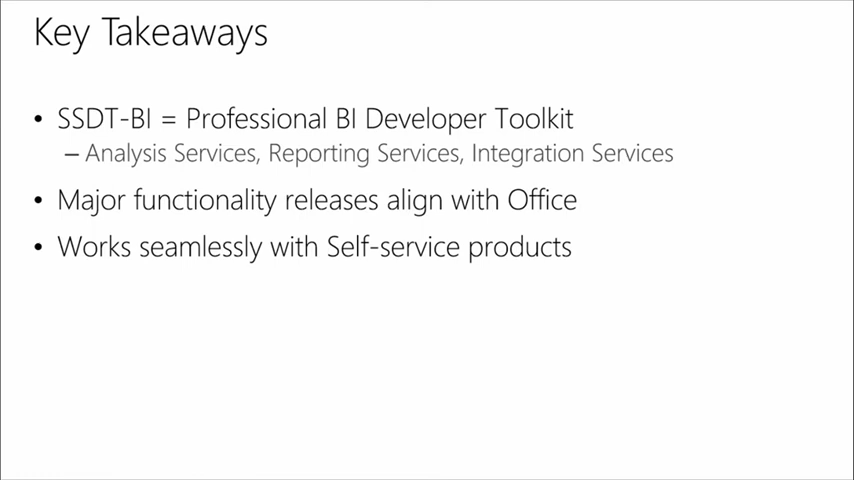 Key Takeaways
• SSDT-BI = Professional BI Developer Toolkit
– Analysis Services, Reporting Services, Integration Services
• Major functionality releases align with Office
• Works seamlessly with Self-service products